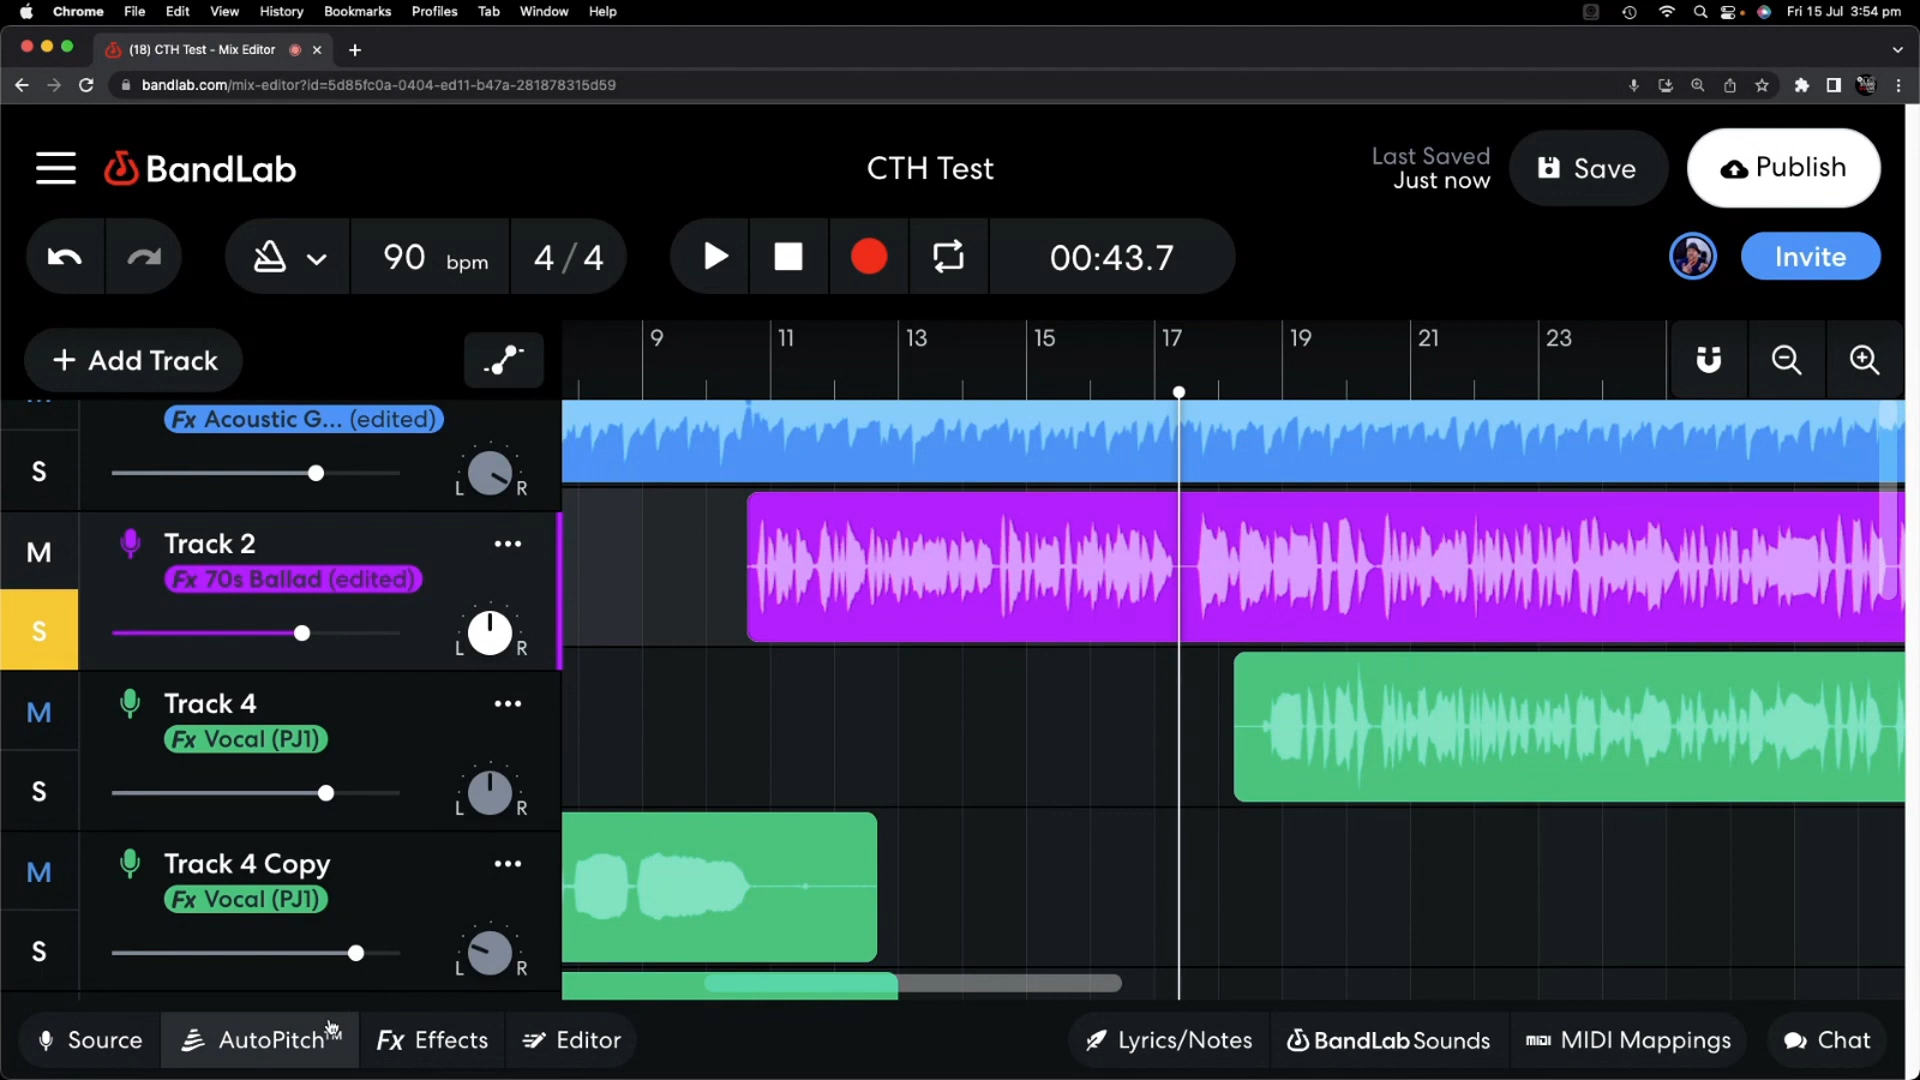 Chrome File Edit View History Bookmarks Profiles Tab Window Help Fri 15 Jul 3:54 pm
(18) CTH Test - Mix Editor
bandlab.com/mix-editor?id=5d85fc0a-0404-ed11-b47a-281878315d59
BandLab
CTH Test
Last Saved
Just now
Save
Publish
90 bpm
4 / 4
00:43.7
Invite
+ Add Track
9 11 13 15 17 19 21 23
Fx Acoustic G... (edited)
S
L R
M
Track 2
Fx 70s Ballad (edited)
S
L R
M
Track 4
Fx Vocal (PJ1)
S
L R
M
Track 4 Copy
Fx Vocal (PJ1)
S
L R
Source
AutoPitch™
Fx Effects
Editor
Lyrics/Notes
BandLab Sounds
MIDI MIDI Mappings
Chat